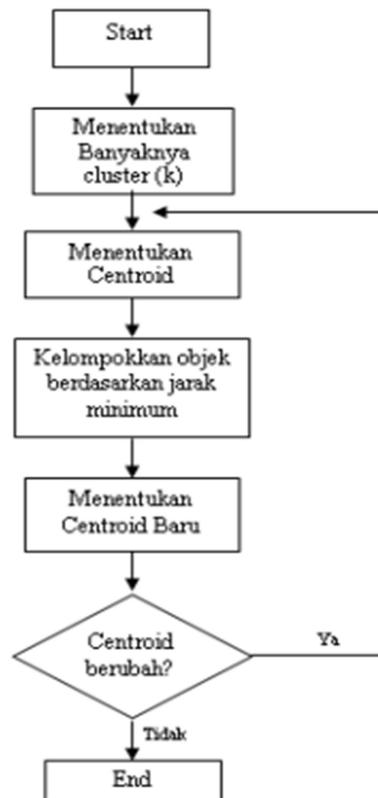 Start
Menentukan
Banyaknya
cluster (k)
Menentukan
Centroid
Kelompokkan objek
berdasarkan jarak
minimum
Menentukan
Centroid Baru
Centroid
berubah?
Ya
Tidak
End